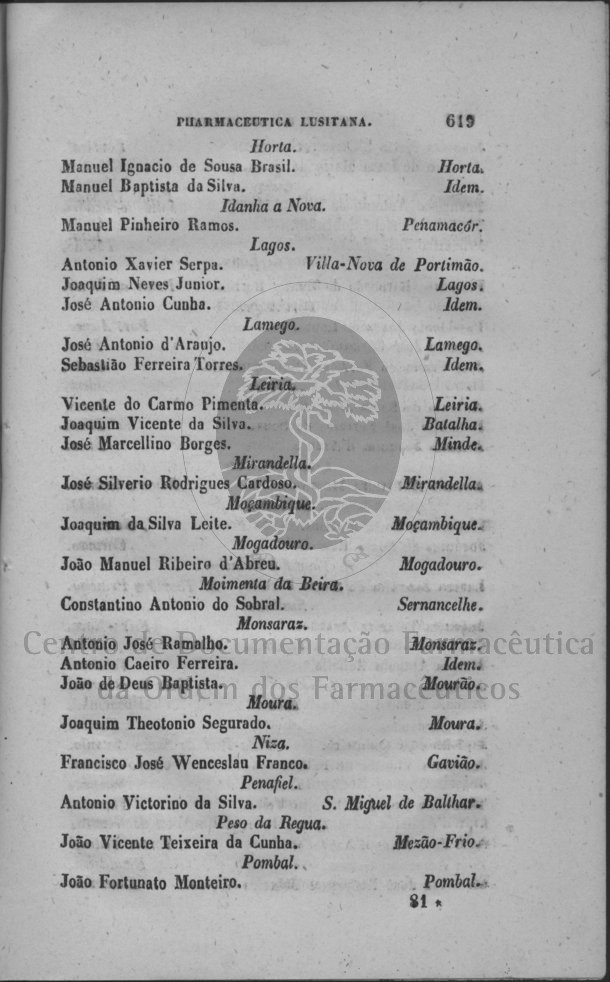 PHARMACEUTICA LUSITANA. 619
Horta.
Manuel Ignacio de Sousa Brasil. Horta.
Manuel Baptista da Silva. Idem.
Idanha a Nova.
Manuel Pinheiro Ramos. Penamacór.
Lagos.
Antonio Xavier Serpa. Villa-Nova de Portimão.
Joaquim Neves Junior. Lagos.
José Antonio Cunha. Idem.
Lamego.
José Antonio d'Araujo. Lamego.
Sebastião Ferreira Torres. Idem.
Leiria.
Vicente do Carmo Pimenta. Leiria.
Joaquim Vicente da Silva. Batalha.
José Marcellino Borges. Minde.
Mirandella.
José Silverio Rodrigues Cardoso. Mirandella.
Moçambique.
Joaquim da Silva Leite. Moçambique.
Mogadouro.
João Manuel Ribeiro d'Abreu. Mogadouro.
Moimenta da Beira.
Constantino Antonio do Sobral. Sernancelhe.
Monsaraz.
Centro de Documentação Farmacêutica
Antonio José Ramalho. Monsaraz.
Antonio Caeiro Ferreira. Idem.
João de Deus Baptista. Mourão.
da Ordem dos Farmacêuticos
Moura.
Joaquim Theotonio Segurado. Moura.
Niza.
Francisco José Wenceslau Franco. Gavião.
Penafiel.
Antonio Victorino da Silva. S. Miguel de Balthar.
Peso da Regua.
João Vicente Teixeira da Cunha. Mezão-Frio.
Pombal.
João Fortunato Monteiro. Pombal.
81 *